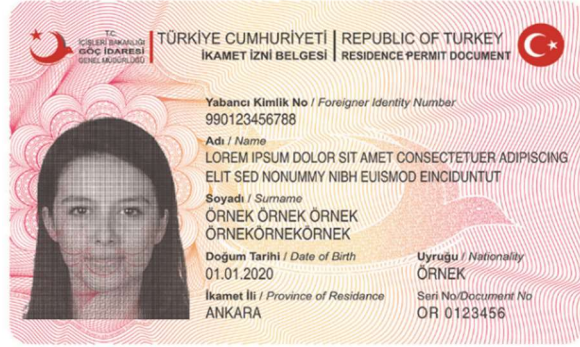 T.C.
İÇİŞLERİ BAKANLIĞI
GÖÇ İDARESİ
GENEL MÜDÜRLÜĞÜ
TÜRKİYE CUMHURİYETİ | REPUBLIC OF TURKEY
İKAMET İZNİ BELGESİ | RESIDENCE PERMIT DOCUMENT
Yabancı Kimlik No / Foreigner Identity Number
990123456788
Adı / Name
LOREM IPSUM DOLOR SIT AMET CONSECTETUER ADIPISCING
ELIT SED NONUMMY NIBH EUISMOD EINCIDUNTUT
Soyadı / Surname
ÖRNEK ÖRNEK ÖRNEK
ÖRNEKÖRNEKÖRNEK
Doğum Tarihi / Date of Birth
01.01.2020
Uyruğu / Nationality
ÖRNEK
İkamet İli / Province of Residance
ANKARA
Seri No/Document No
OR 0123456